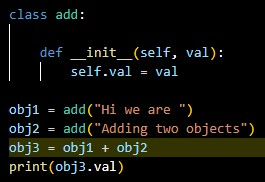 class add:
    def __init__(self, val):
        self.val = val
obj1 = add("Hi we are ")
obj2 = add("Adding two objects")
obj3 = obj1 + obj2
print(obj3.val)